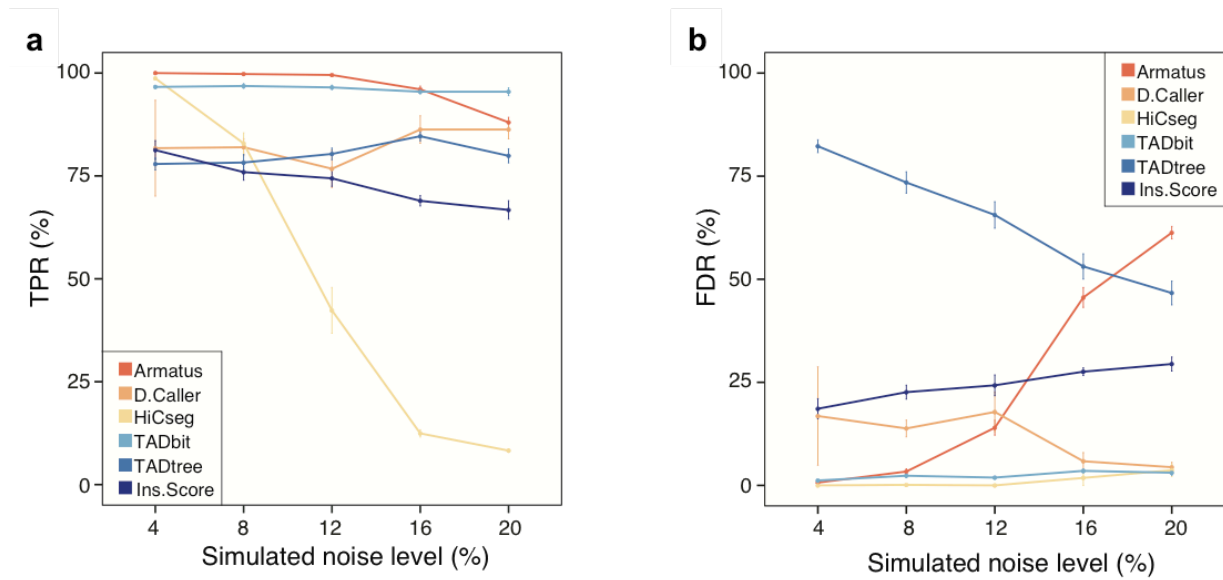 a
TPR (%)
100
75
50
25
0
Armatus
D.Caller
HiCseg
TADbit
TADtree
Ins.Score
4 8 12 16 20
Simulated noise level (%)
b
FDR (%)
100
75
50
25
0
Armatus
D.Caller
HiCseg
TADbit
TADtree
Ins.Score
4 8 12 16 20
Simulated noise level (%)